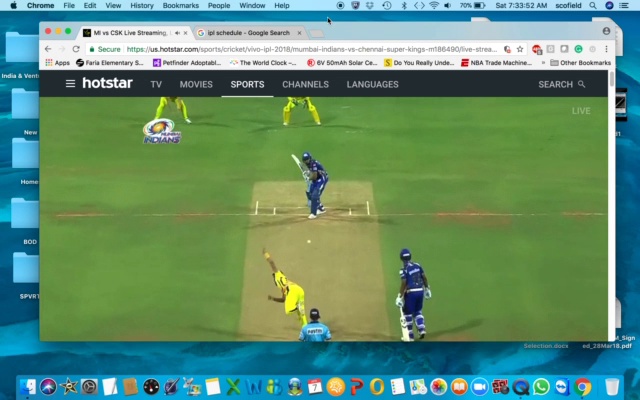 Chrome File Edit View History Bookmarks People Window Help 70% Sat 7:33:52 AM scofield
MI vs CSK Live Streaming, ipl schedule - Google Search
Secure https://us.hotstar.com/sports/cricket/vivo-ipl-2018/mumbai-indians-vs-chennai-super-kings-m186490/live-strea...
Apps Faria Elementary S... Petfinder Adoptabl... The World Clock —... 6V 50mAh Solar Ce... Do You Really Unde... NBA Trade Machine... » Other Bookmarks
hotstar TV MOVIES SPORTS CHANNELS LANGUAGES SEARCH
LIVE
MUMBAI
INDIANS
India & Vent
New
Home
BOD
SPVRT
paytm
Selection.docs
ed_28Mar18.pdf
7